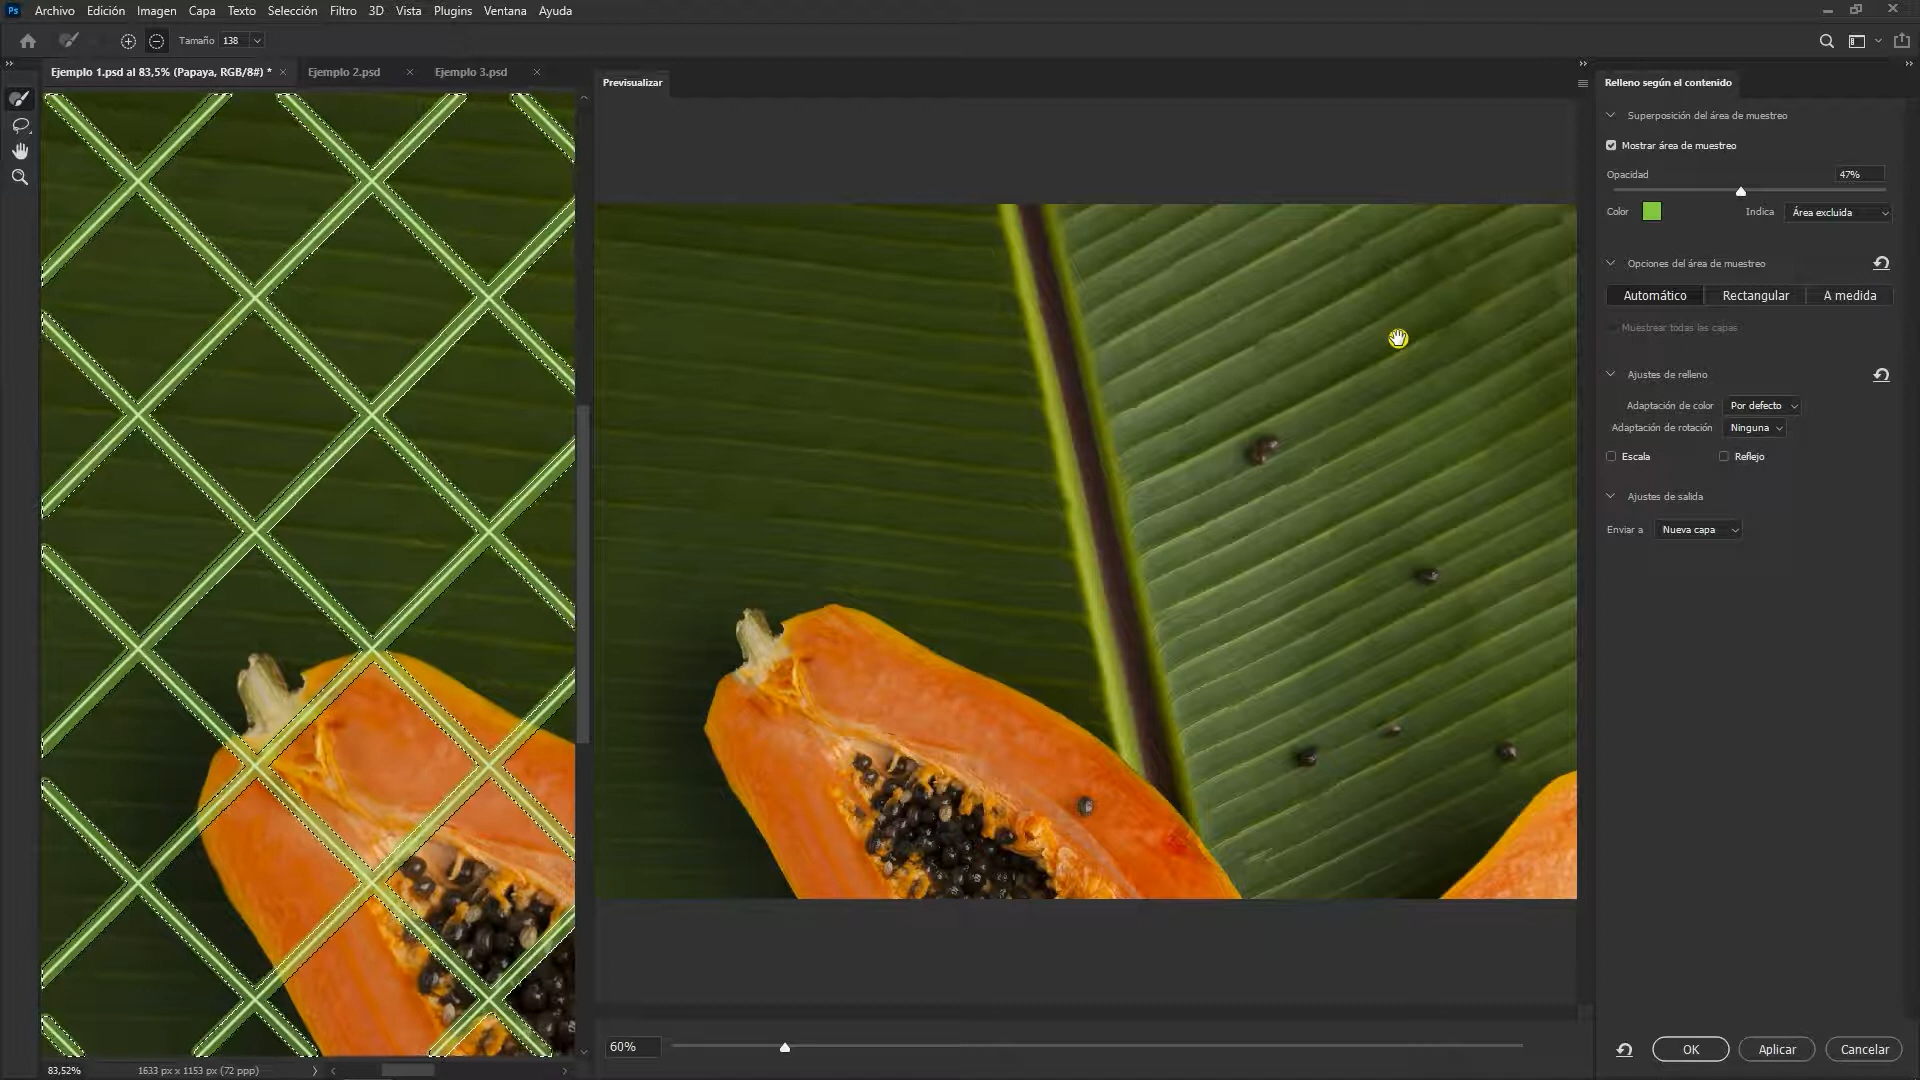 Ps Archivo Edición Imagen Capa Texto Selección Filtro 3D Vista Plugins Ventana Ayuda
Tamaño 138
Ejemplo 1.psd al 83,5% (Papaya, RGB/8#) * Ejemplo 2.psd Ejemplo 3.psd
Previsualizar
Relleno según el contenido
Superposición del área de muestreo
Mostrar área de muestreo
Opacidad 47%
Color Indica Área excluida
Opciones del área de muestreo
Automático Rectangular A medida
Muestrear todas las capas
Ajustes de relleno
Adaptación de color Por defecto
Adaptación de rotación Ninguna
Escala Reflejo
Ajustes de salida
Enviar a Nueva capa
60%
OK Aplicar Cancelar
83,52% 1633 px x 1153 px (72 ppp)